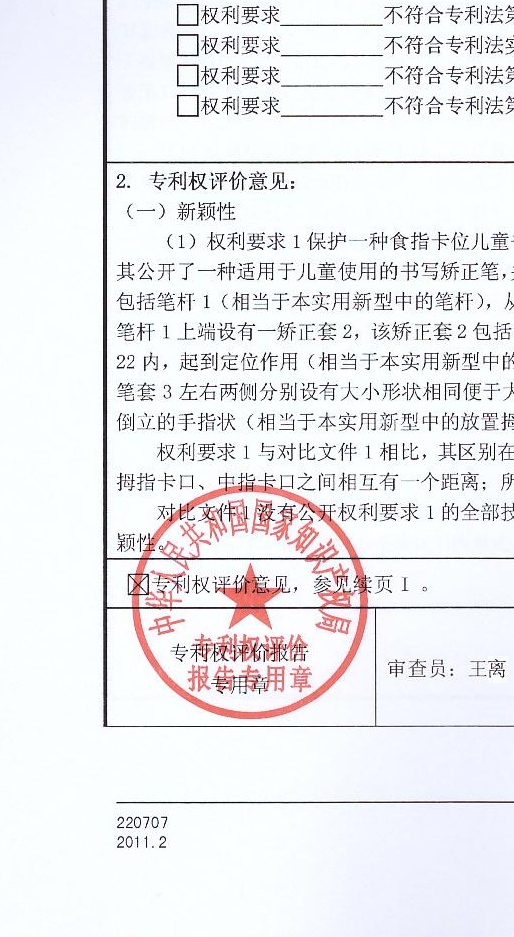 □权利要求__________不符合专利法第
□权利要求__________不符合专利法实
□权利要求__________不符合专利法第
□权利要求__________不符合专利法第
2. 专利权评价意见：
（一）新颖性
（1）权利要求 1 保护一种食指卡位儿童
其公开了一种适用于儿童使用的书写矫正笔，
包括笔杆 1（相当于本实用新型中的笔杆），从
笔杆 1 上端设有一矫正套 2，该矫正套 2 包括
22 内，起到定位作用（相当于本实用新型中的
笔套 3 左右两侧分别设有大小形状相同便于大
倒立的手指状（相当于本实用新型中的放置拇
权利要求 1 与对比文件 1 相比，其区别在
拇指卡口、中指卡口之间相互有一个距离；所
对比文件 1 没有公开权利要求 1 的全部技
颖性。
☒专利权评价意见，参见续页 I 。
中华人民共和国国家知识产权局
专利权评价
报告专用章
专利权评价报告
专用章
审查员：王离
220707
2011.2